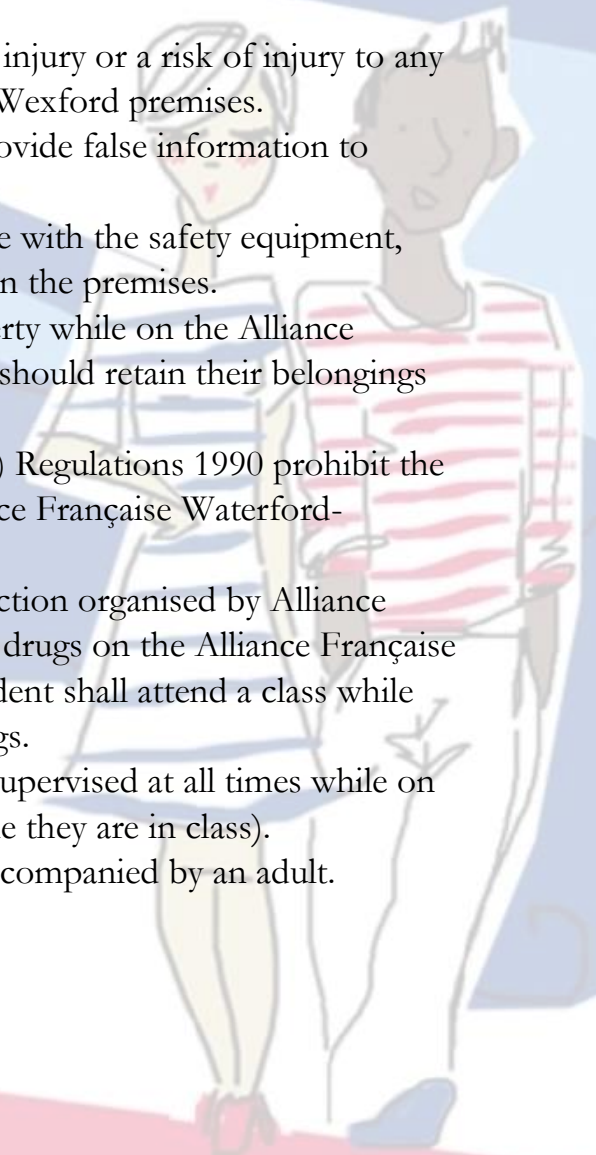 injury or a risk of injury to any
Wexford premises.
ovide false information to
e with the safety equipment,
n the premises.
erty while on the Alliance
should retain their belongings
) Regulations 1990 prohibit the
ce Française Waterford-
ction organised by Alliance
drugs on the Alliance Française
dent shall attend a class while
gs.
upervised at all times while on
e they are in class).
ccompanied by an adult.